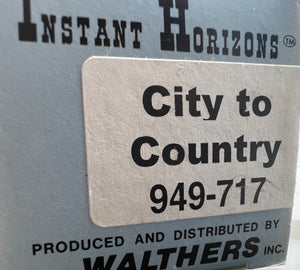 INSTANT HORIZONS™
City to
Country
949-717
PRODUCED AND DISTRIBUTED BY
WALTHERS INC.